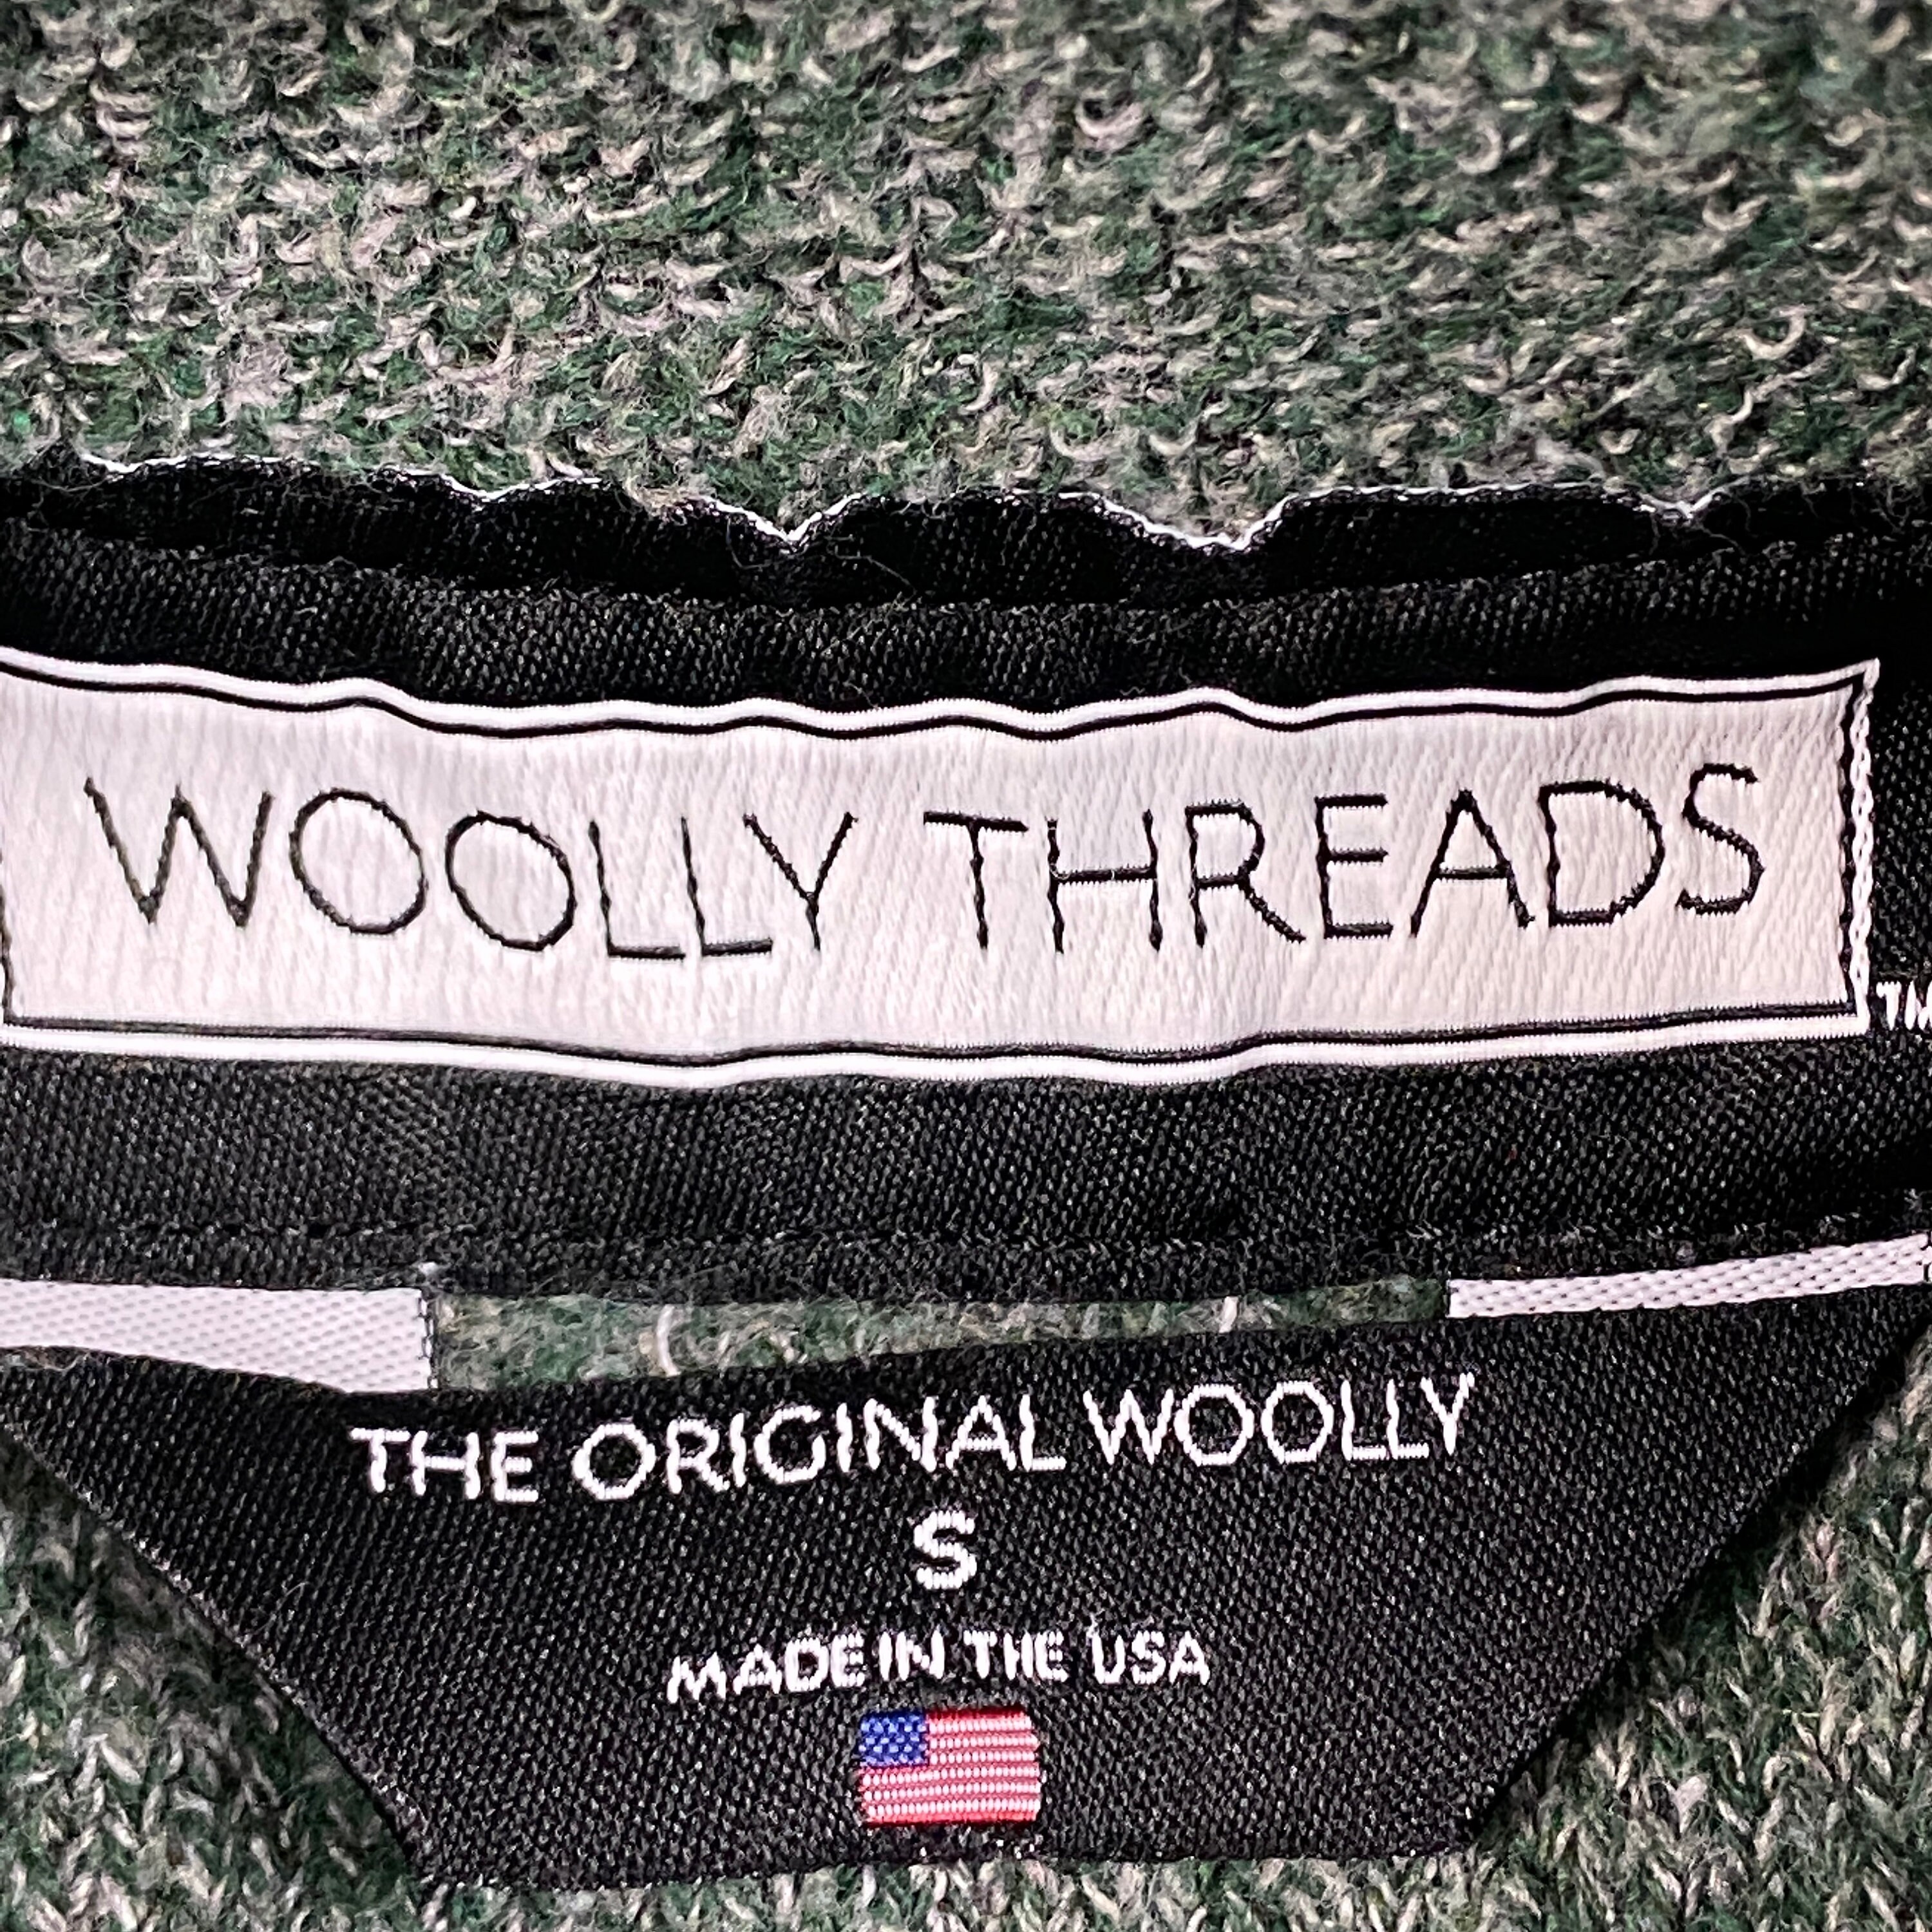 WOOLLY THREADS
TM
THE ORIGINAL WOOLLY
S
MADE IN THE USA